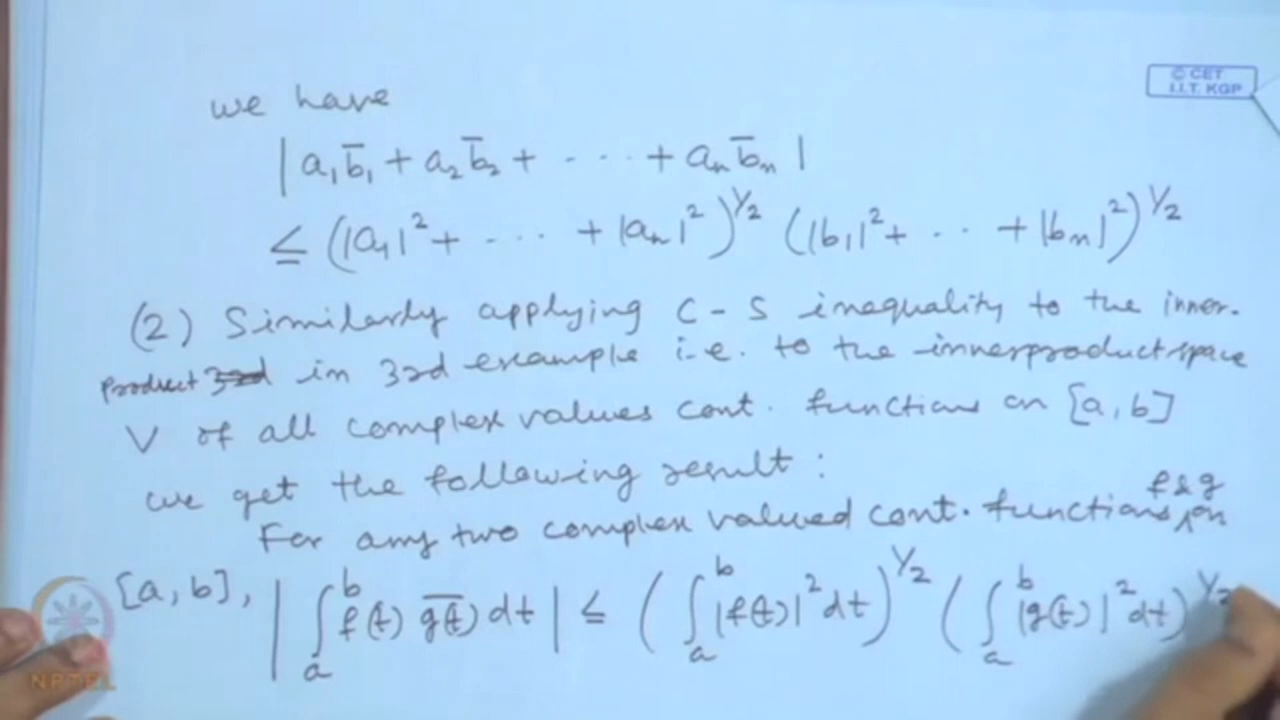 © CET
I.I.T. KGP
we have
| a₁b̅₁ + a₂b̅₂ + · · · · + aₙb̅ₙ |
≤ (|a₁|² + · · · · + |aₙ|²)^{1/2} (|b₁|² + · · · + |bₙ|²)^{1/2}
(2) Similarly applying C-S inequality to the inner-
product in 3rd example i.e. to the innerproduct space
V of all complex values cont. functions on [a, b]
we get the following result :
For any two complex valued cont. functions f & g on
[a, b], | ∫ₐᵇ f(t) g̅(̅t̅)̅ dt | ≤ ( ∫ₐᵇ |f(t)|² dt )^{1/2} ( ∫ₐᵇ |g(t)|² dt )^{1/2}
NPTEL